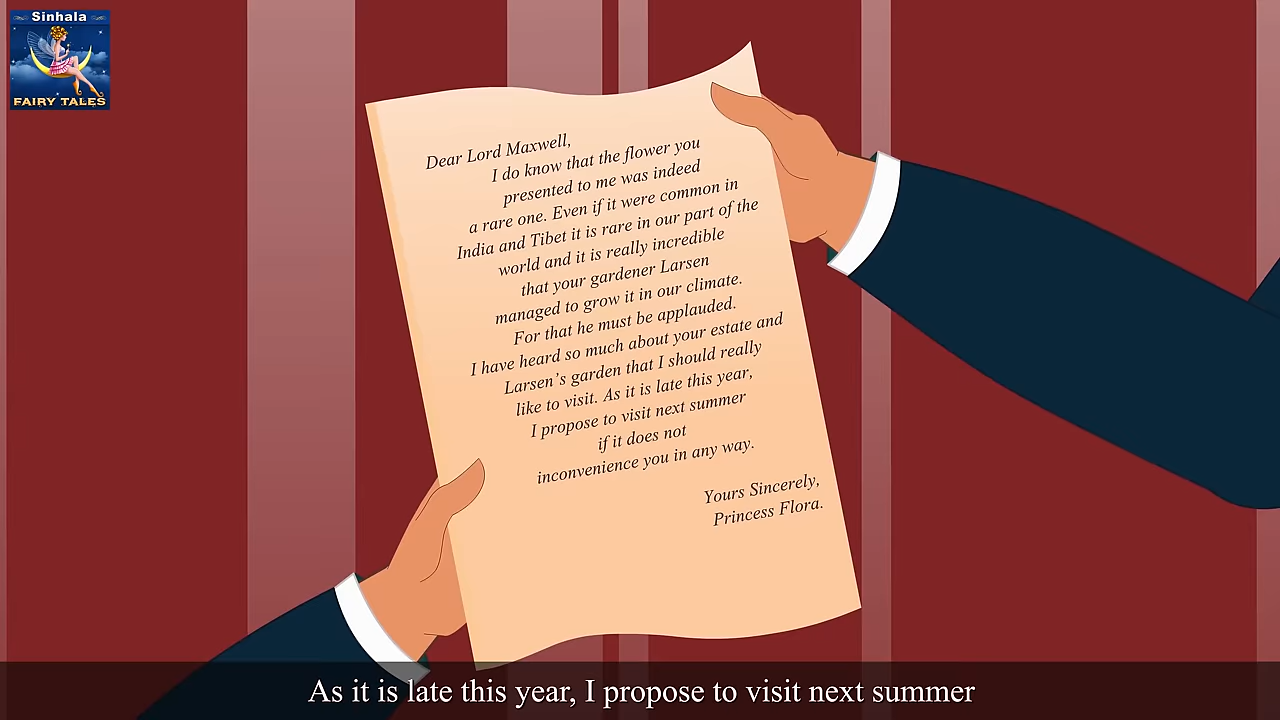 Sinhala
FAIRY TALES
Dear Lord Maxwell,
I do know that the flower you
presented to me was indeed
a rare one. Even if it were common in
India and Tibet it is rare in our part of the
world and it is really incredible
that your gardener Larsen
managed to grow it in our climate.
For that he must be applauded.
I have heard so much about your estate and
Larsen's garden that I should really
like to visit. As it is late this year,
I propose to visit next summer
if it does not
inconvenience you in any way.
Yours Sincerely,
Princess Flora.
As it is late this year, I propose to visit next summer